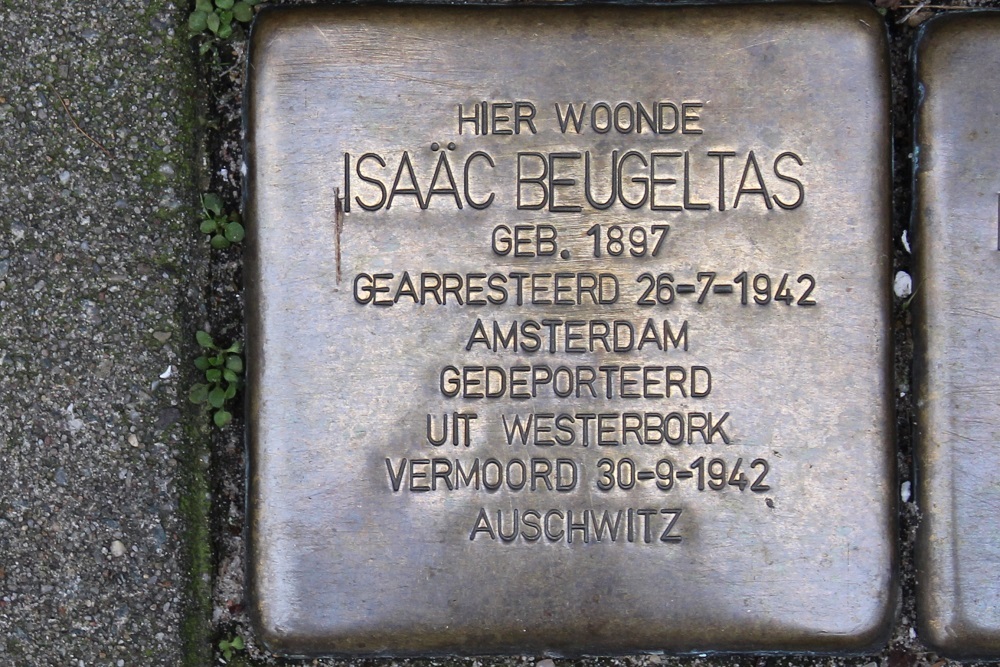 HIER WOONDE
ISAÄC BEUGELTAS
GEB. 1897
GEARRESTEERD 26-7-1942
AMSTERDAM
GEDEPORTEERD
UIT WESTERBORK
VERMOORD 30-9-1942
AUSCHWITZ